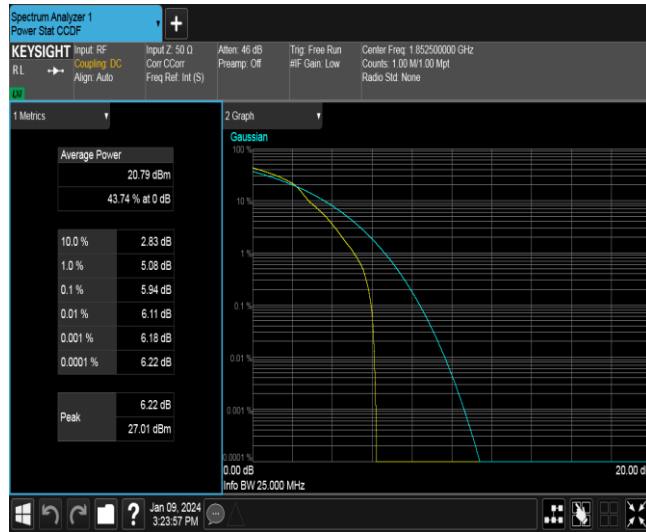 Spectrum Analyzer 1
Power Stat CCDF
+
KEYSIGHT
RL
LXI
Input: RF
Coupling: DC
Align: Auto
Input Z: 50 Ω
Corr CCorr
Freq Ref: Int (S)
Atten: 46 dB
Preamp: Off
Trig: Free Run
#IF Gain: Low
Center Freq: 1.852500000 GHz
Counts: 1.00 M/1.00 Mpt
Radio Std: None
1 Metrics
Average Power
20.79 dBm
43.74 % at 0 dB
10.0 % 2.83 dB
1.0 % 5.08 dB
0.1 % 5.94 dB
0.01 % 6.11 dB
0.001 % 6.18 dB
0.0001 % 6.22 dB
Peak
6.22 dB
27.01 dBm
2 Graph
Gaussian
100 %
10 %
1 %
0.1 %
0.01 %
0.001 %
0.0001 %
0.00 dB
20.00 d
Info BW 25.000 MHz
?
Jan 09, 2024
3:23:57 PM